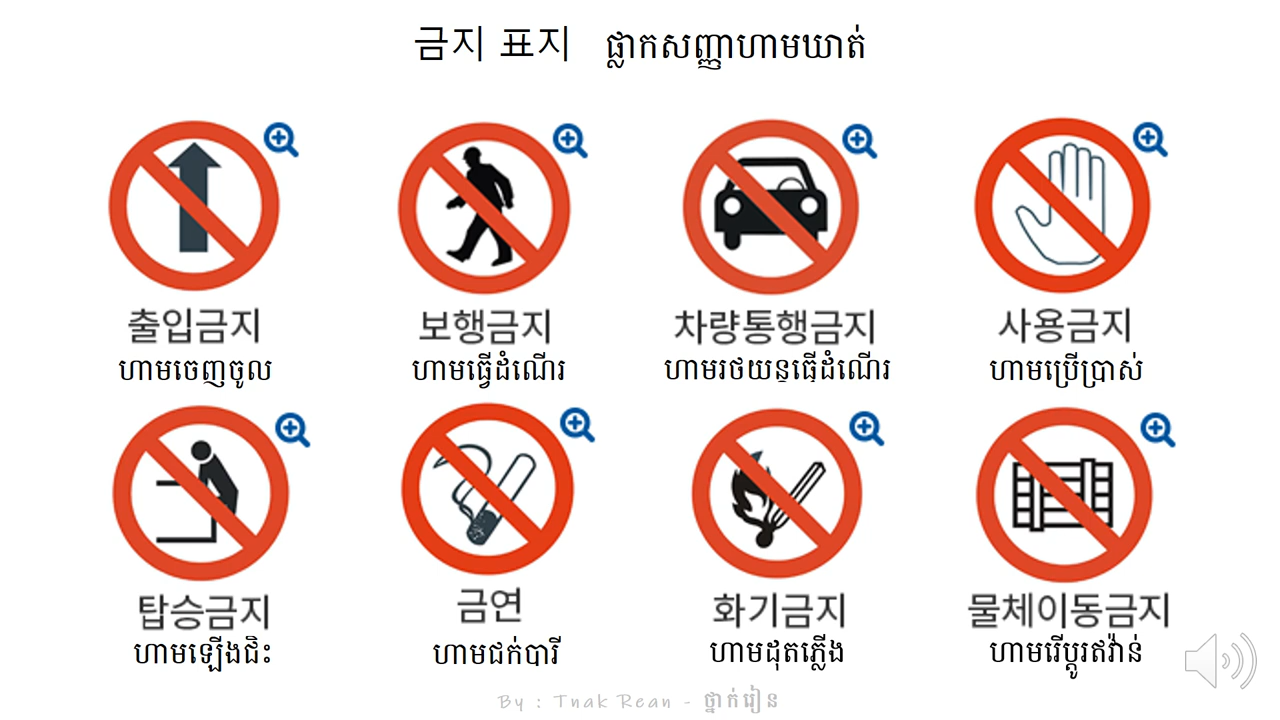 금지 표지 ផ្លាកសញ្ញាហាមឃាត់
출입금지 보행금지 차량통행금지 사용금지
ហាមចេញចូល ហាមធ្វើដំណើរ ហាមរថយន្តធ្វើដំណើរ ហាមប្រើប្រាស់
탑승금지 금연 화기금지 물체이동금지
ហាមឡើងជិះ ហាមជក់បារី ហាមដុតភ្លើង ហាមរើប្តូរឥវ៉ាន់
By : Tnak Rean - ថ្នាក់រៀន